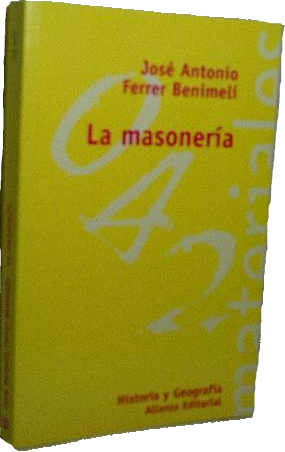 José Antonio
Ferrer Benimeli
La masonería
materiales
Historia y Geografía
Alianza Editorial